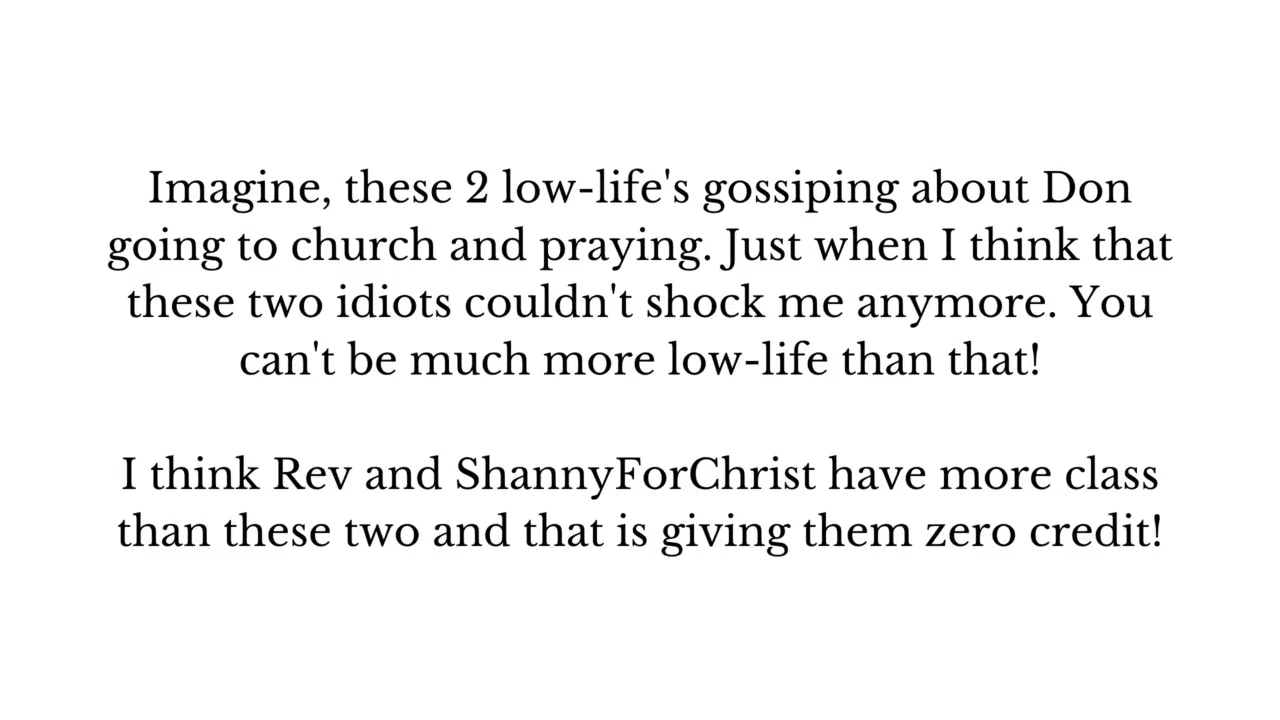 Imagine, these 2 low-life's gossiping about Don
going to church and praying. Just when I think that
these two idiots couldn't shock me anymore. You
can't be much more low-life than that!
I think Rev and ShannyForChrist have more class
than these two and that is giving them zero credit!